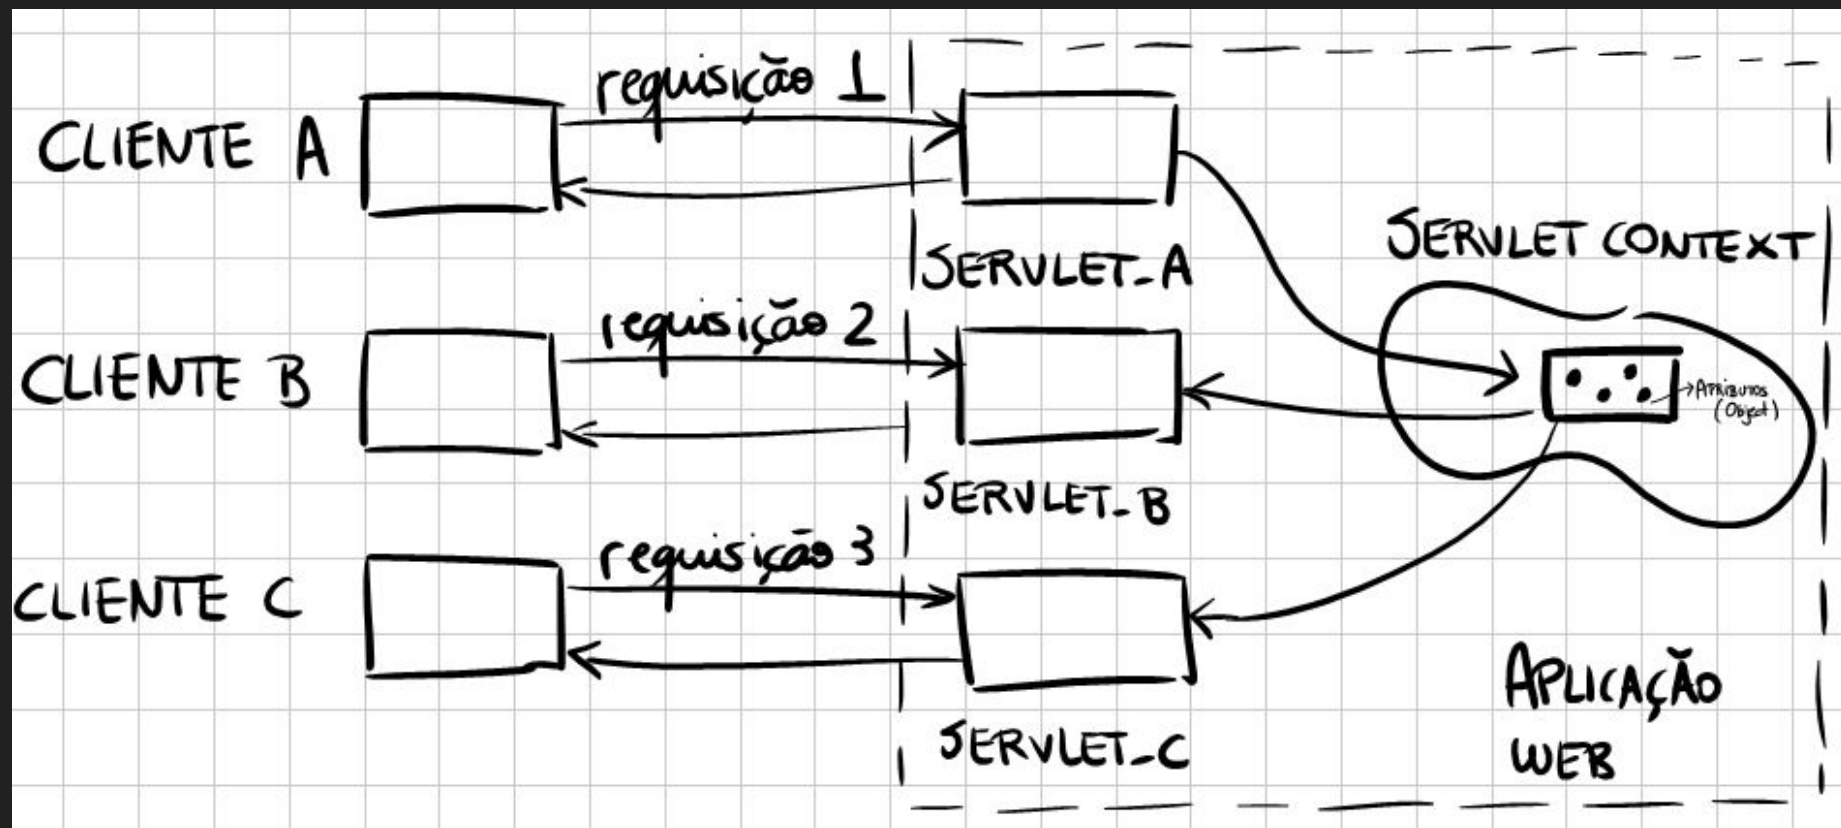 CLIENTE A
requisição 1
SERVLET_A
SERVLET CONTEXT
CLIENTE B
requisição 2
SERVLET_B
Atributos
(Object)
CLIENTE C
requisição 3
SERVLET_C
APLICAÇÃO
WEB